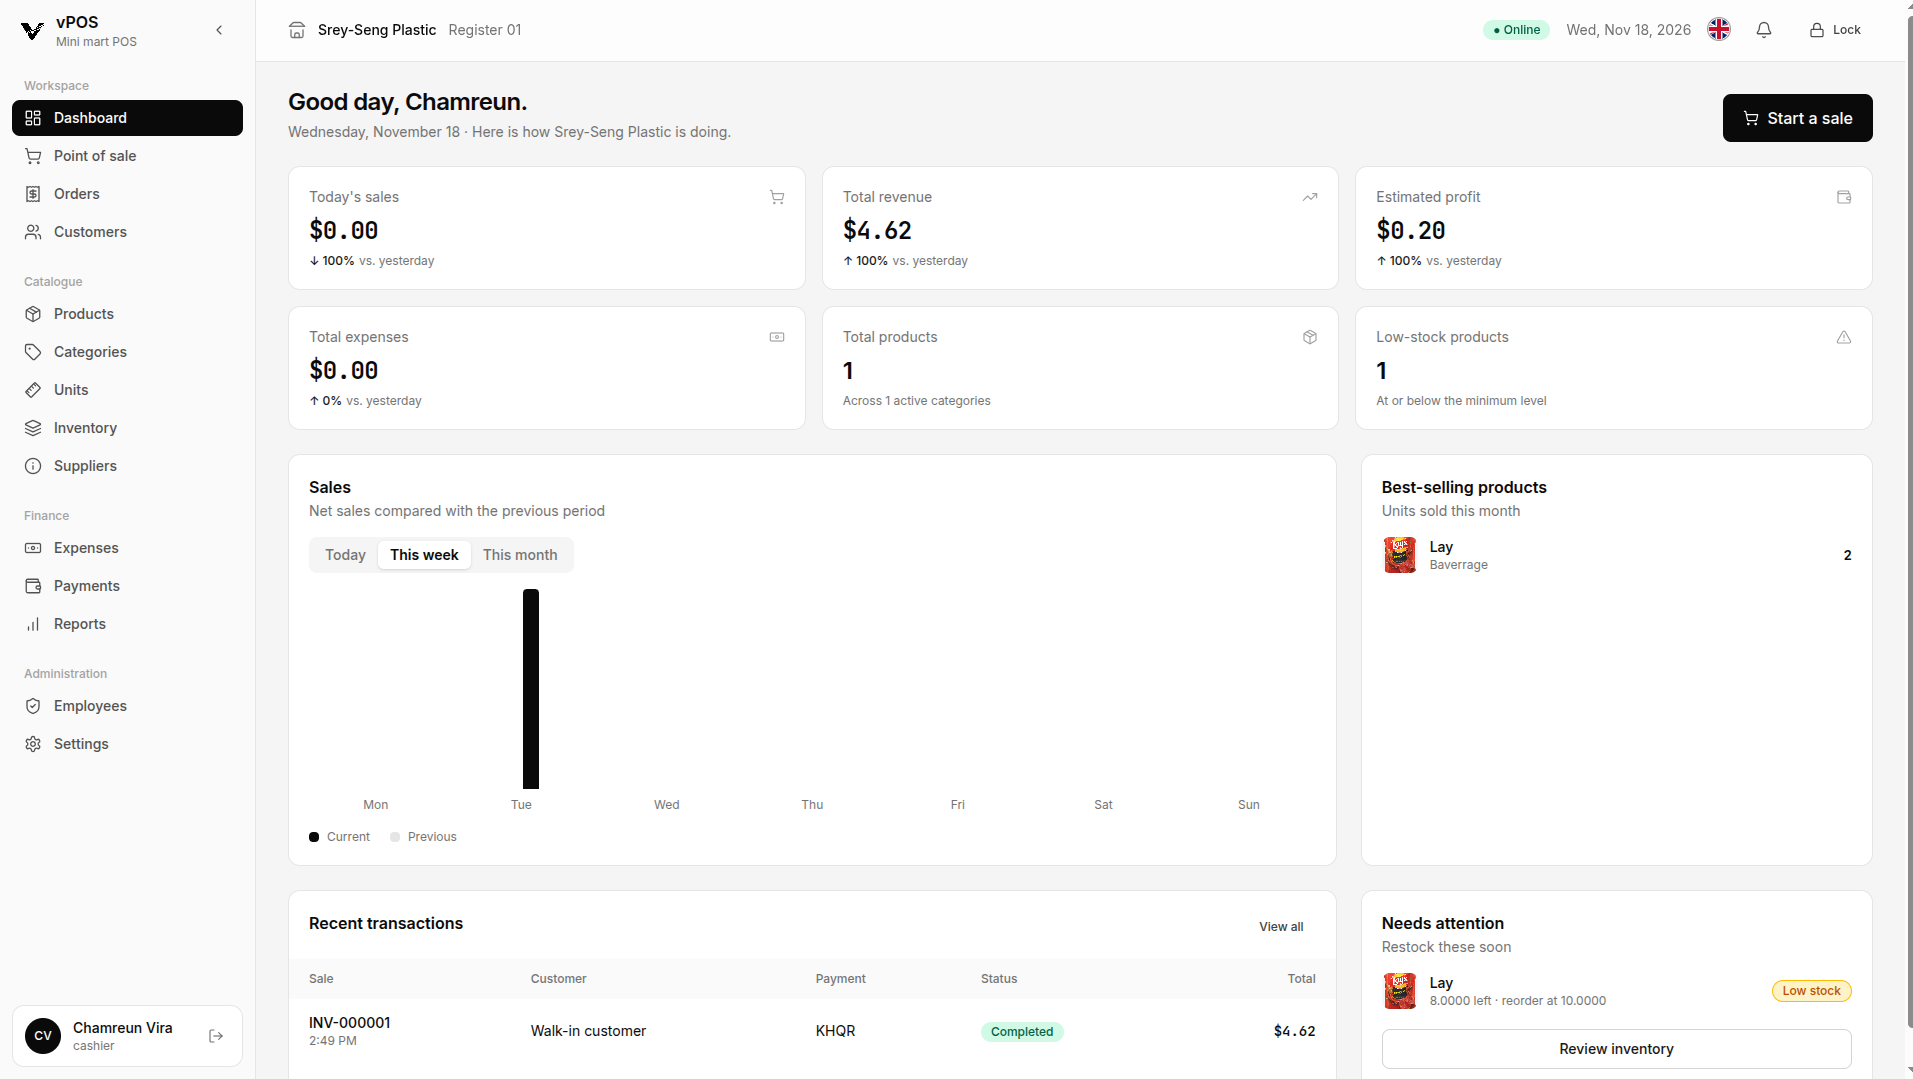 vPOS
Mini mart POS
Workspace
Dashboard
Point of sale
Orders
Customers
Catalogue
Products
Categories
Units
Inventory
Suppliers
Finance
Expenses
Payments
Reports
Administration
Employees
Settings
CV
Chamreun Vira
cashier
Srey-Seng Plastic Register 01
Online
Wed, Nov 18, 2026
Lock
Good day, Chamreun.
Wednesday, November 18 · Here is how Srey-Seng Plastic is doing.
Start a sale
Today's sales
$0.00
↓ 100% vs. yesterday
Total revenue
$4.62
↑ 100% vs. yesterday
Estimated profit
$0.20
↑ 100% vs. yesterday
Total expenses
$0.00
↑ 0% vs. yesterday
Total products
1
Across 1 active categories
Low-stock products
1
At or below the minimum level
Sales
Net sales compared with the previous period
Today This week This month
Mon Tue Wed Thu Fri Sat Sun
Current Previous
Best-selling products
Units sold this month
Lay
Baverrage
2
Recent transactions
View all
Sale Customer Payment Status Total
INV-000001
2:49 PM
Walk-in customer KHQR Completed $4.62
Needs attention
Restock these soon
Lay
8.0000 left · reorder at 10.0000
Low stock
Review inventory